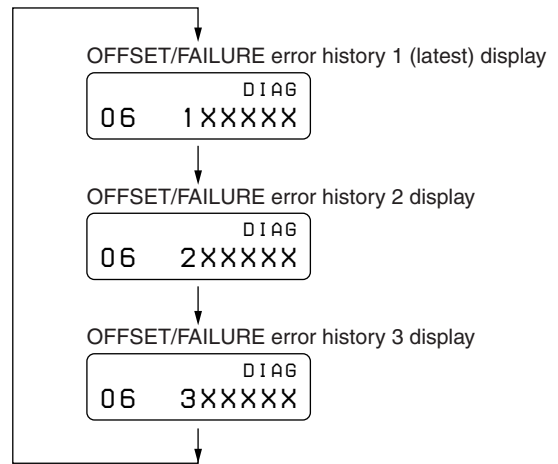 OFFSET/FAILURE error history 1 (latest) display
DIAG
06 1XXXXX
OFFSET/FAILURE error history 2 display
DIAG
06 2XXXXX
OFFSET/FAILURE error history 3 display
DIAG
06 3XXXXX